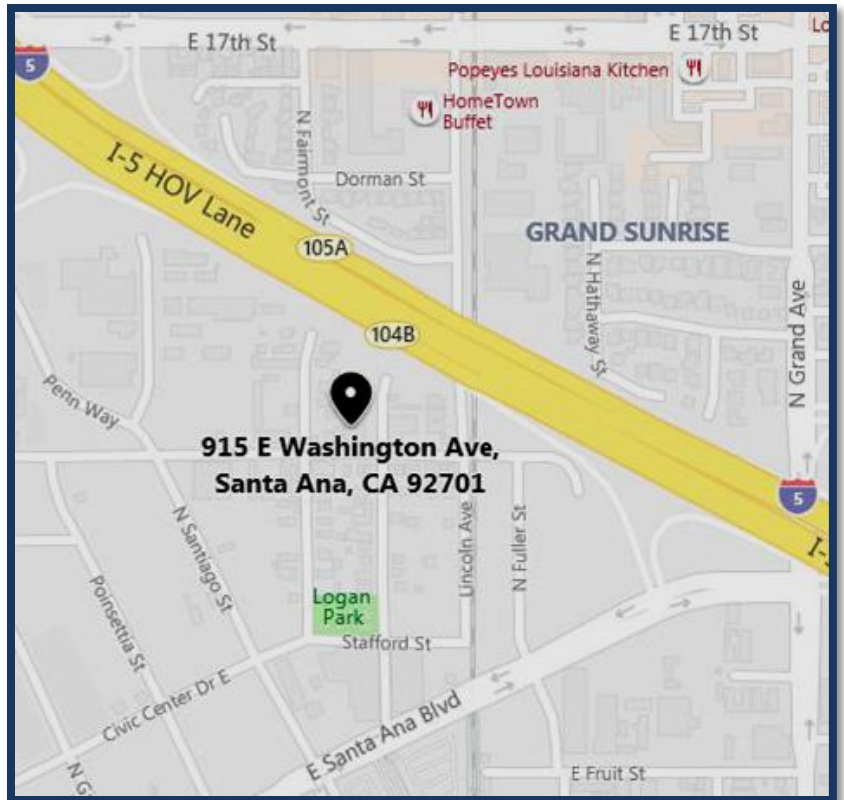 E 17th St
E 17th St
Lo
5
Popeyes Louisiana Kitchen
HomeTown
Buffet
N Fairmont St
I-5 HOV Lane
Dorman St
GRAND SUNRISE
105A
N Hathaway St
N Grand Ave
104B
Penn Way
915 E Washington Ave,
Santa Ana, CA 92701
5
I-5
N Santiago St
Lincoln Ave
N Fuller St
Poinsettia St
Logan
Park
Stafford St
Civic Center Dr E
E Santa Ana Blvd
N G
E Fruit St